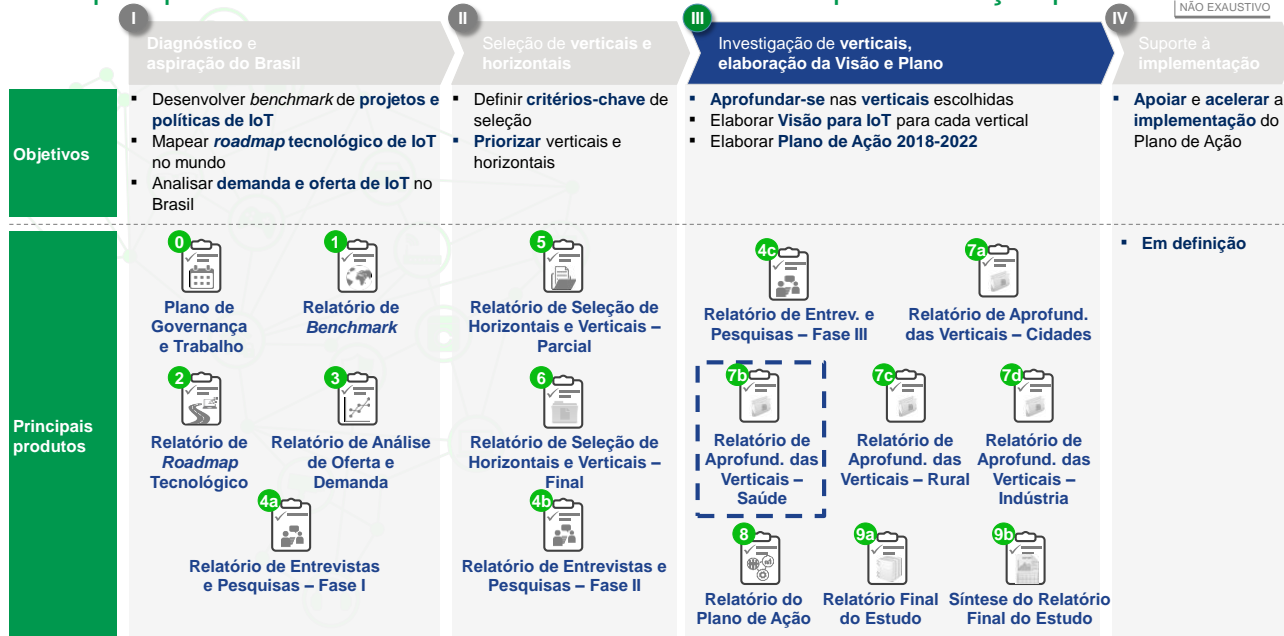 NÃO EXAUSTIVO
I
Diagnóstico e
aspiração do Brasil
II
Seleção de verticais e
horizontais
III
Investigação de verticais,
elaboração da Visão e Plano
IV
Suporte à
implementação
Objetivos
▪ Desenvolver benchmark de projetos e
políticas de IoT
▪ Mapear roadmap tecnológico de IoT
no mundo
▪ Analisar demanda e oferta de IoT no
Brasil
▪ Definir critérios-chave de
seleção
▪ Priorizar verticais e
horizontais
▪ Aprofundar-se nas verticais escolhidas
▪ Elaborar Visão para IoT para cada vertical
▪ Elaborar Plano de Ação 2018-2022
▪ Apoiar e acelerar a
implementação do
Plano de Ação
Principais
produtos
0
Plano de
Governança
e Trabalho
1
Relatório de
Benchmark
2
Relatório de
Roadmap
Tecnológico
3
Relatório de Análise
de Oferta e
Demanda
4a
Relatório de Entrevistas
e Pesquisas – Fase I
5
Relatório de Seleção de
Horizontais e Verticais –
Parcial
6
Relatório de Seleção de
Horizontais e Verticais –
Final
4b
Relatório de Entrevistas e
Pesquisas – Fase II
4c
Relatório de Entrev. e
Pesquisas – Fase III
7a
Relatório de Aprofund.
das Verticais – Cidades
7b
Relatório de
Aprofund. das
Verticais –
Saúde
7c
Relatório de
Aprofund. das
Verticais – Rural
7d
Relatório de
Aprofund. das
Verticais –
Indústria
8
Relatório do
Plano de Ação
9a
Relatório Final
do Estudo
9b
Síntese do Relatório
Final do Estudo
▪ Em definição